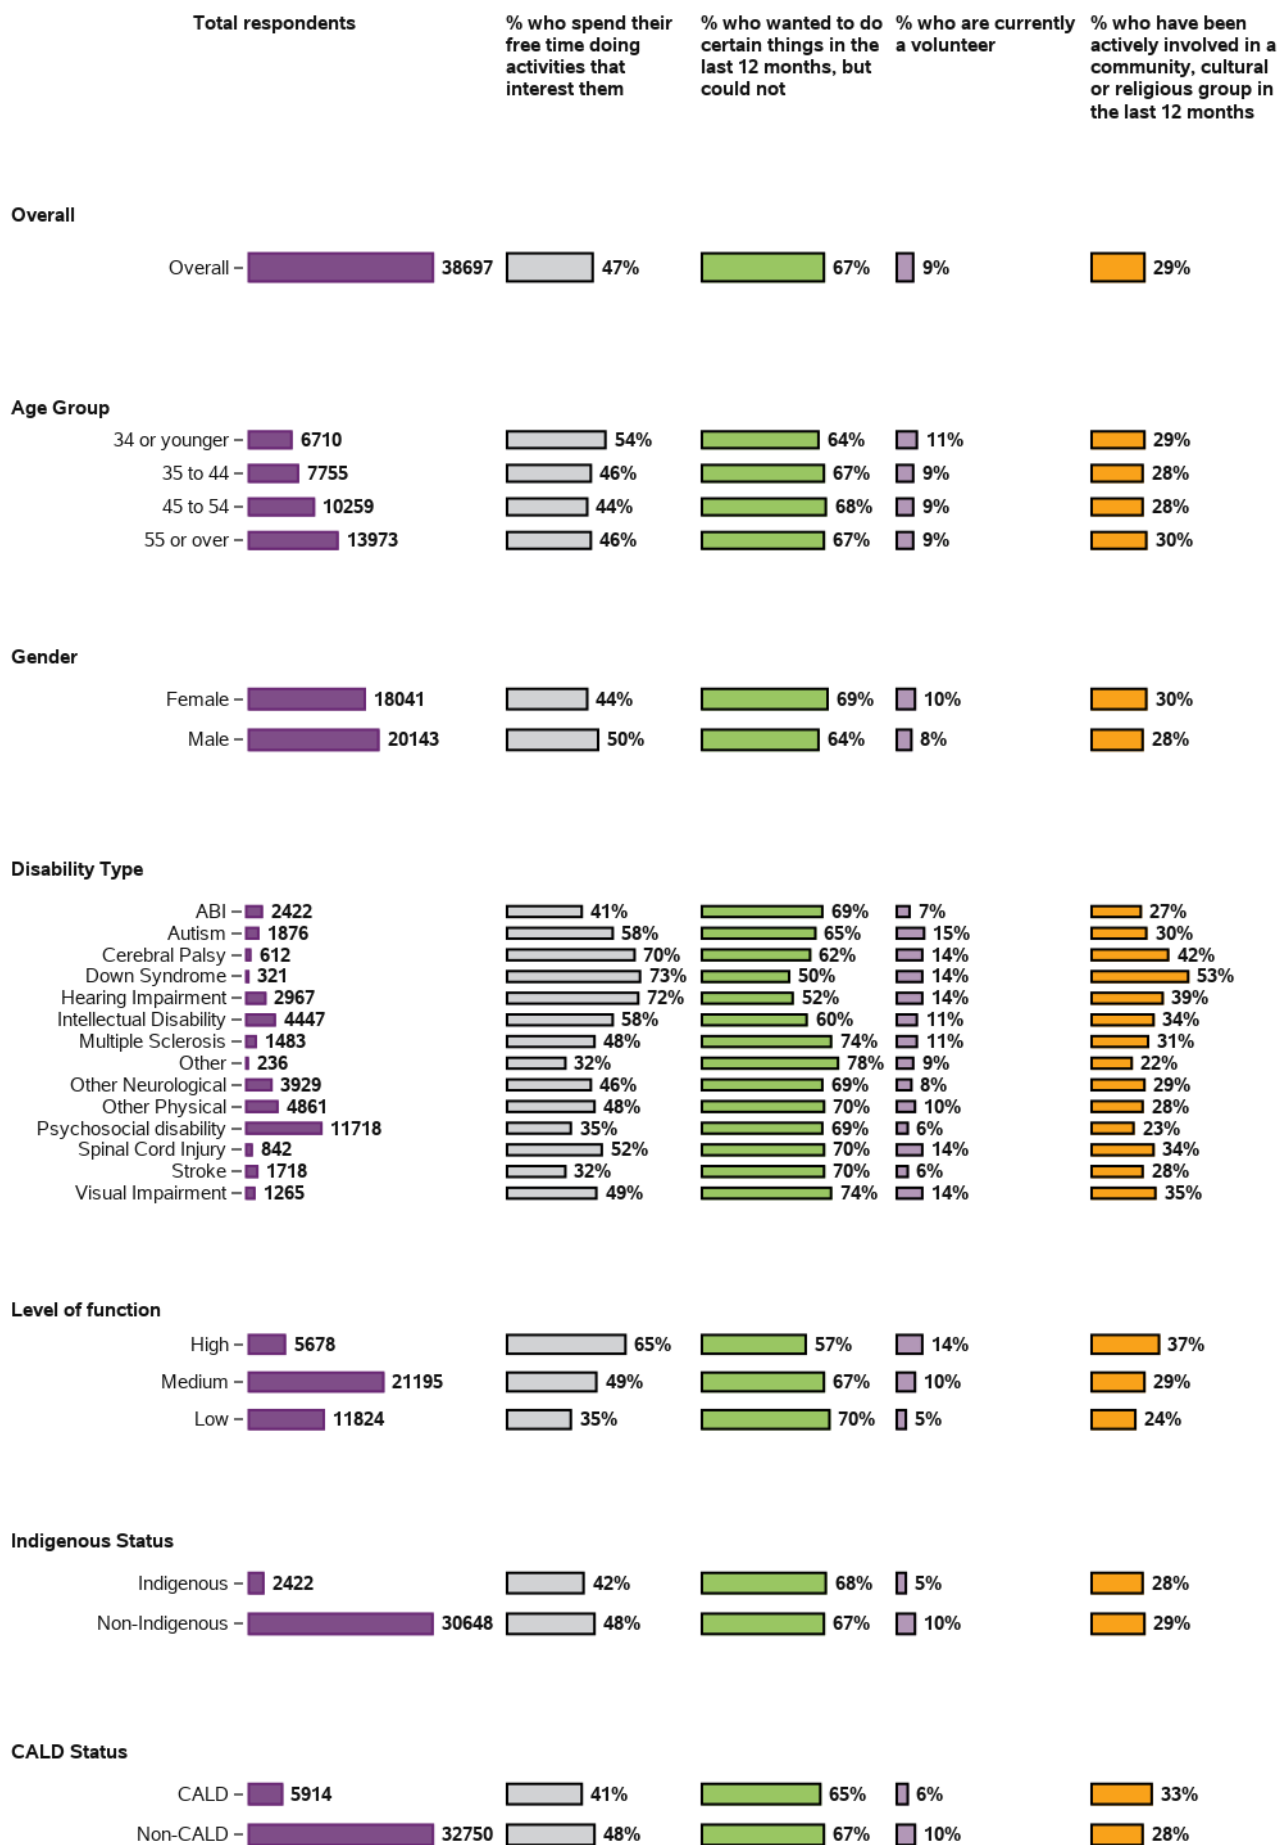 Total respondents
% who spend their free time doing activities that interest them
% who wanted to do certain things in the last 12 months, but could not
% who are currently a volunteer
% who have been actively involved in a community, cultural or religious group in the last 12 months
Overall
Overall 38697 47% 67% 9% 29%
Age Group
34 or younger 6710 54% 64% 11% 29%
35 to 44 7755 46% 67% 9% 28%
45 to 54 10259 44% 68% 9% 28%
55 or over 13973 46% 67% 9% 30%
Gender
Female 18041 44% 69% 10% 30%
Male 20143 50% 64% 8% 28%
Disability Type
ABI 2422 41% 69% 7% 27%
Autism 1876 58% 65% 15% 30%
Cerebral Palsy 612 70% 62% 14% 42%
Down Syndrome 321 73% 50% 14% 53%
Hearing Impairment 2967 72% 52% 14% 39%
Intellectual Disability 4447 58% 60% 11% 34%
Multiple Sclerosis 1483 48% 74% 11% 31%
Other 236 32% 78% 9% 22%
Other Neurological 3929 46% 69% 8% 29%
Other Physical 4861 48% 70% 10% 28%
Psychosocial disability 11718 35% 69% 6% 23%
Spinal Cord Injury 842 52% 70% 14% 34%
Stroke 1718 32% 70% 6% 28%
Visual Impairment 1265 49% 74% 14% 35%
Level of function
High 5678 65% 57% 14% 37%
Medium 21195 49% 67% 10% 29%
Low 11824 35% 70% 5% 24%
Indigenous Status
Indigenous 2422 42% 68% 5% 28%
Non-Indigenous 30648 48% 67% 10% 29%
CALD Status
CALD 5914 41% 65% 6% 33%
Non-CALD 32750 48% 67% 10% 28%